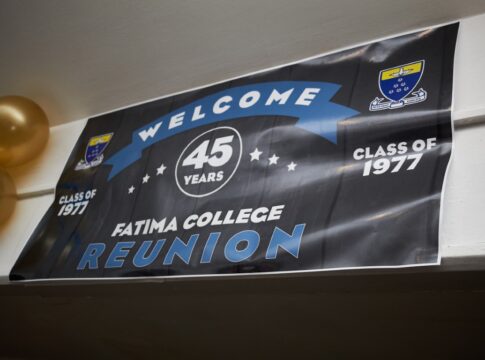 WELCOME
45
YEARS
CLASS OF
1977
CLASS OF
1977
FATIMA COLLEGE
REUNION